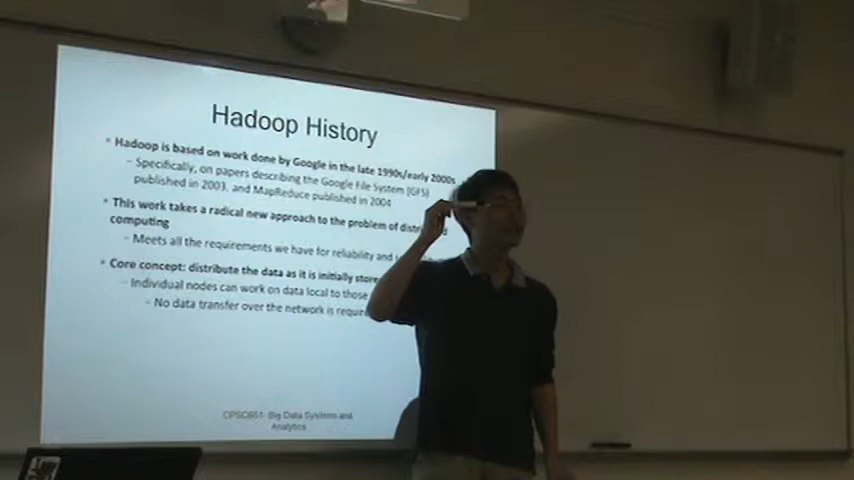 Hadoop History
Hadoop is based on work done by Google in the late 1990s/early 2000s
– Specifically, on papers describing the Google File System (GFS)
published in 2003, and MapReduce published in 2004
This work takes a radical new approach to the problem of distr
computing
– Meets all the requirements we have for reliability and
Core concept: distribute the data as it is initially store
– Individual nodes can work on data local to those
– No data transfer over the network is requir
CPSC651- Big Data Systems and
Analytics